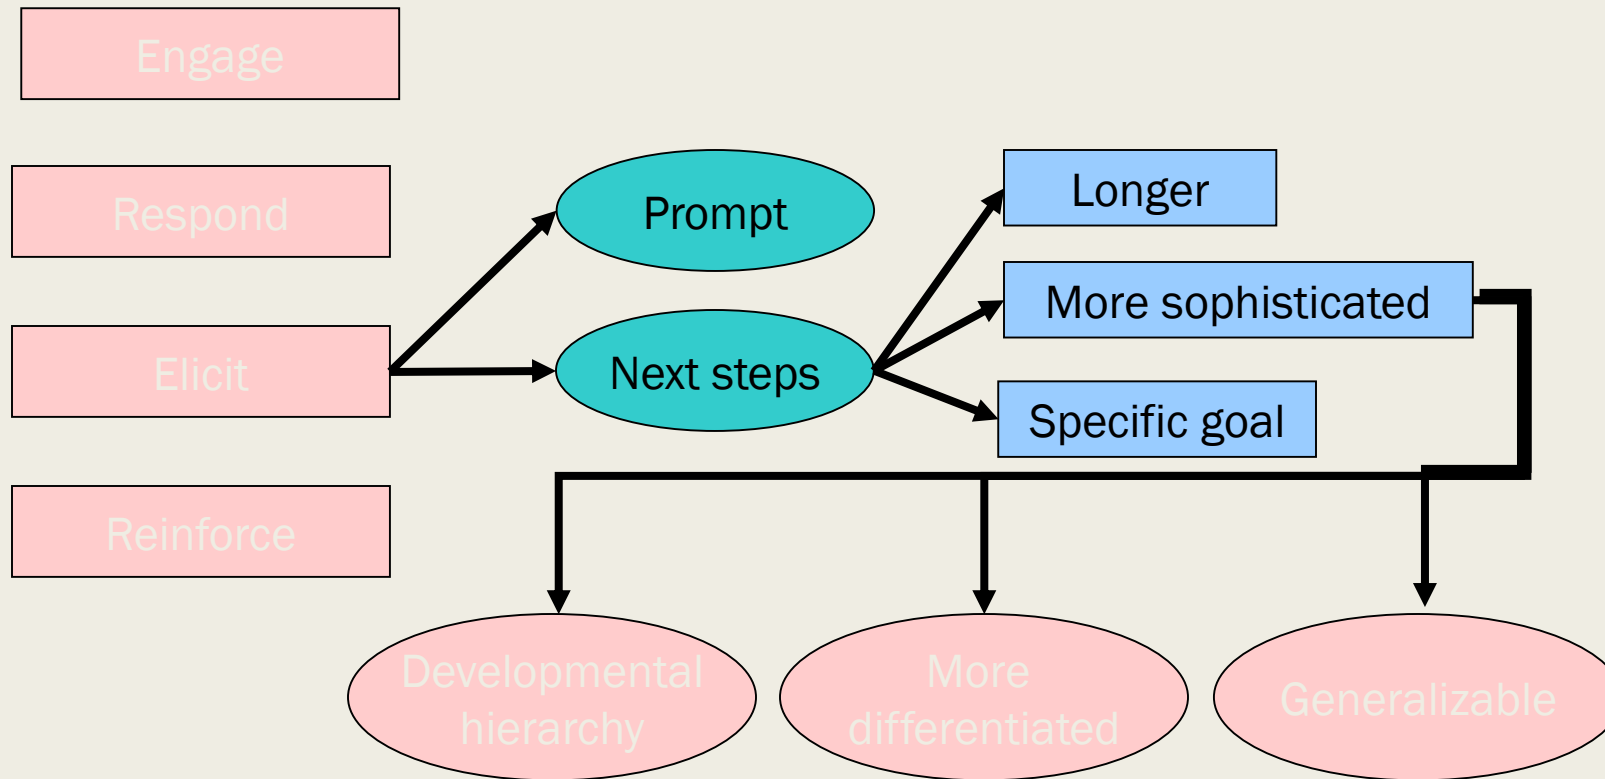 Engage
Respond
Elicit
Reinforce
Prompt
Next steps
Longer
More sophisticated
Specific goal
Developmental
hierarchy
More
differentiated
Generalizable